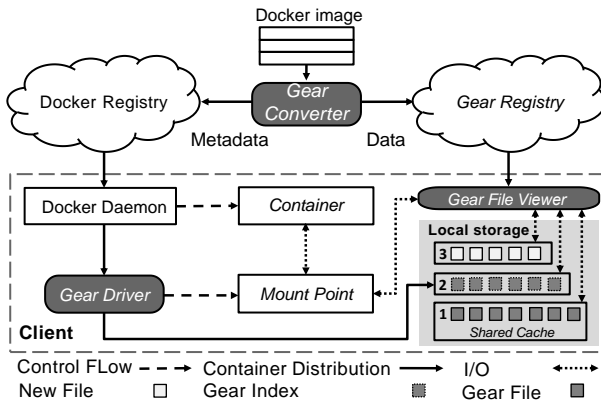 Docker image
Gear
Converter
Docker Registry
Gear Registry
Metadata
Data
Docker Daemon
Container
Gear File Viewer
Local storage
3
Gear Driver
Mount Point
2
1
Shared Cache
Client
Control FLow
Container Distribution
I/O
New File
Gear Index
Gear File